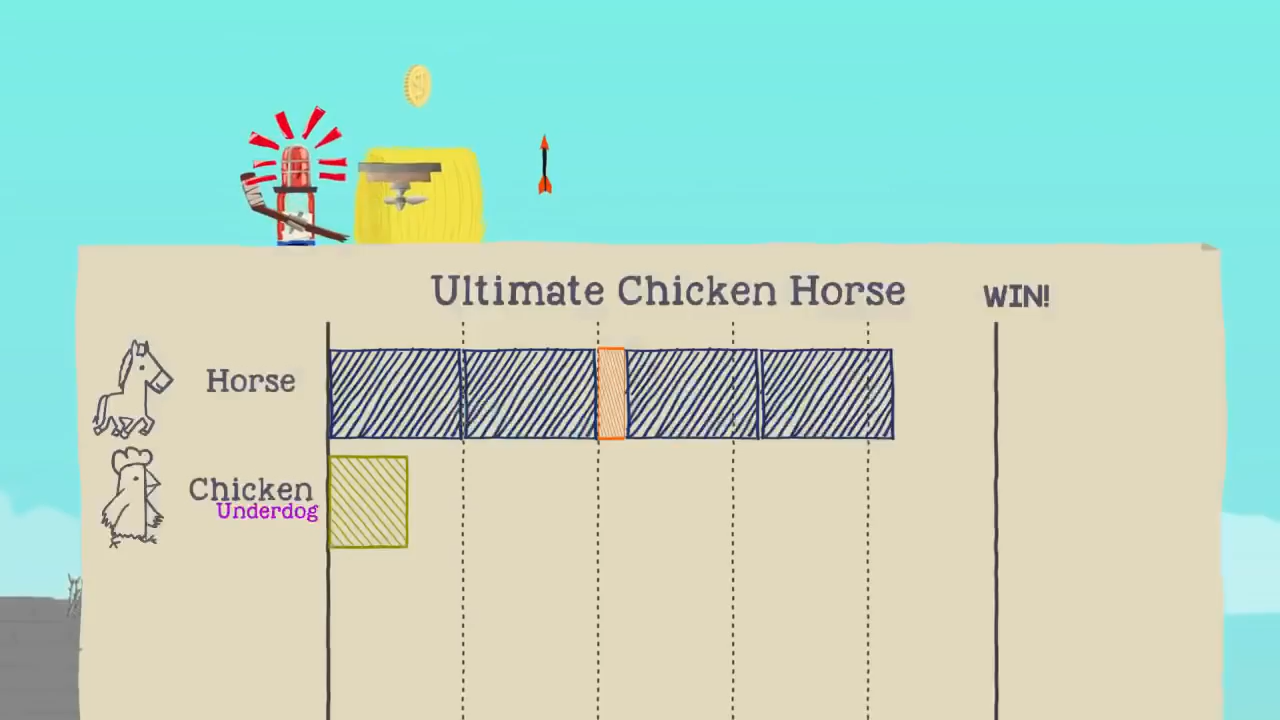 Ultimate Chicken Horse
WIN!
Horse
Chicken
Underdog